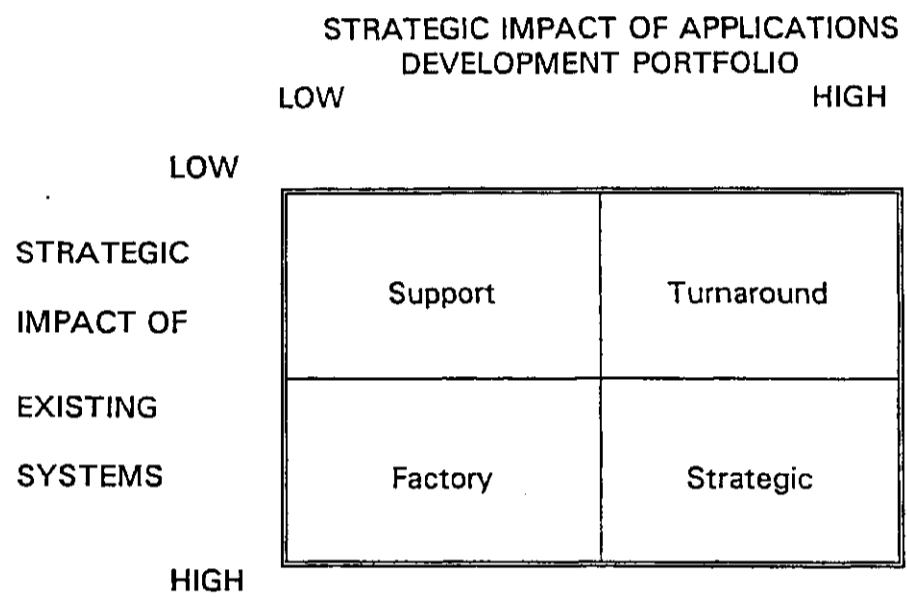 STRATEGIC IMPACT OF APPLICATIONS
DEVELOPMENT PORTFOLIO
LOW HIGH
LOW
STRATEGIC
Support Turnaround
IMPACT OF
EXISTING
SYSTEMS
Factory Strategic
HIGH